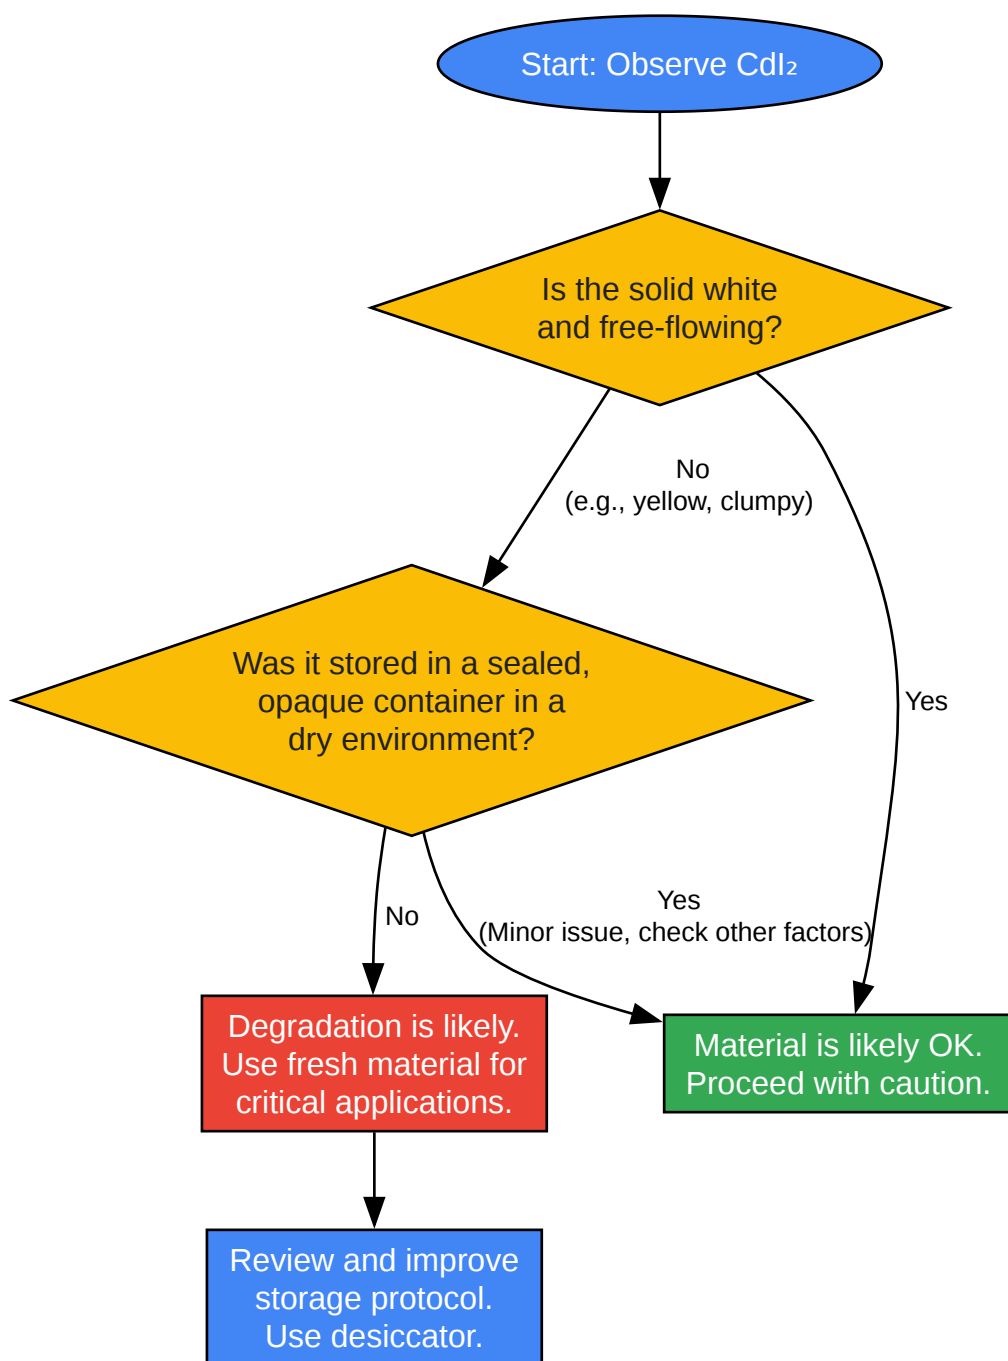 Start: Observe CdI₂
Is the solid white
and free-flowing?
No
(e.g., yellow, clumpy)
Was it stored in a sealed,
opaque container in a
dry environment?
Yes
No
Yes
(Minor issue, check other factors)
Degradation is likely.
Use fresh material for
critical applications.
Material is likely OK.
Proceed with caution.
Review and improve
storage protocol.
Use desiccator.